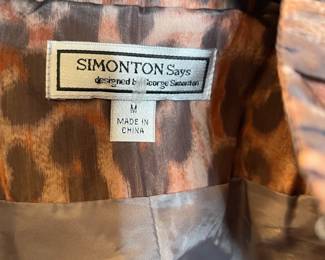 SIMONTON Says
designed by George Simonton
M
MADE IN
CHINA